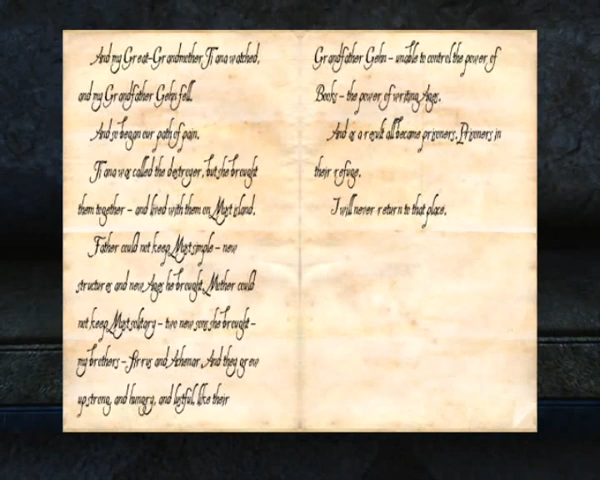 And my Great-Grandmother, Ti'ana watched,
and my Grandfather Gehn fell.
And so began our path of pain.
Ti'ana was called the destroyer, but she brought
them together - and lived with them on Myst island.
Father could not keep Myst simple - new
structures and new Ages he brought. Mother could
not keep Myst solitary - two new sons she brought -
my brothers - Sirrus and Achenar. And they grew
up strong, and hungry, and lustful, like their
Grandfather Gehn - unable to control the power of
Books - the power of writing Ages.
And as a result all became prisoners. Prisoners in
their refuge.
I will never return to that place.